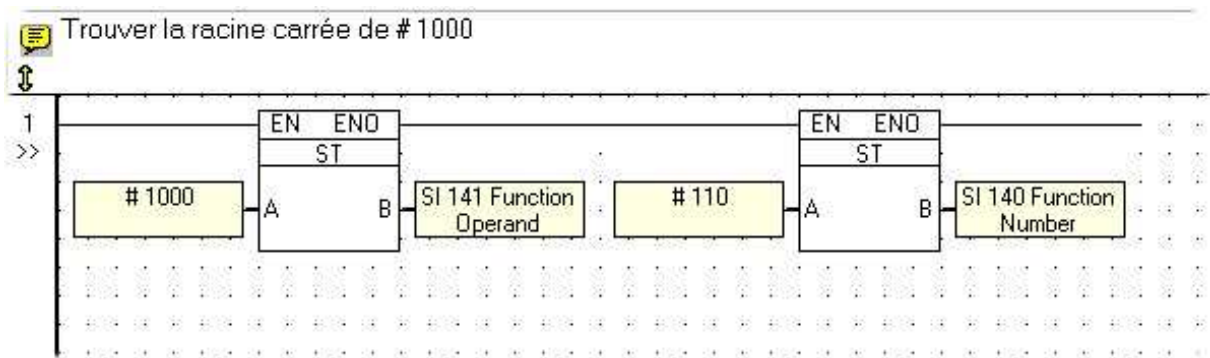 Trouver la racine carrée de # 1000
1
>>
EN ENO
ST
# 1000
A B
SI 141 Function
Operand
# 110
EN ENO
ST
A B
SI 140 Function
Number